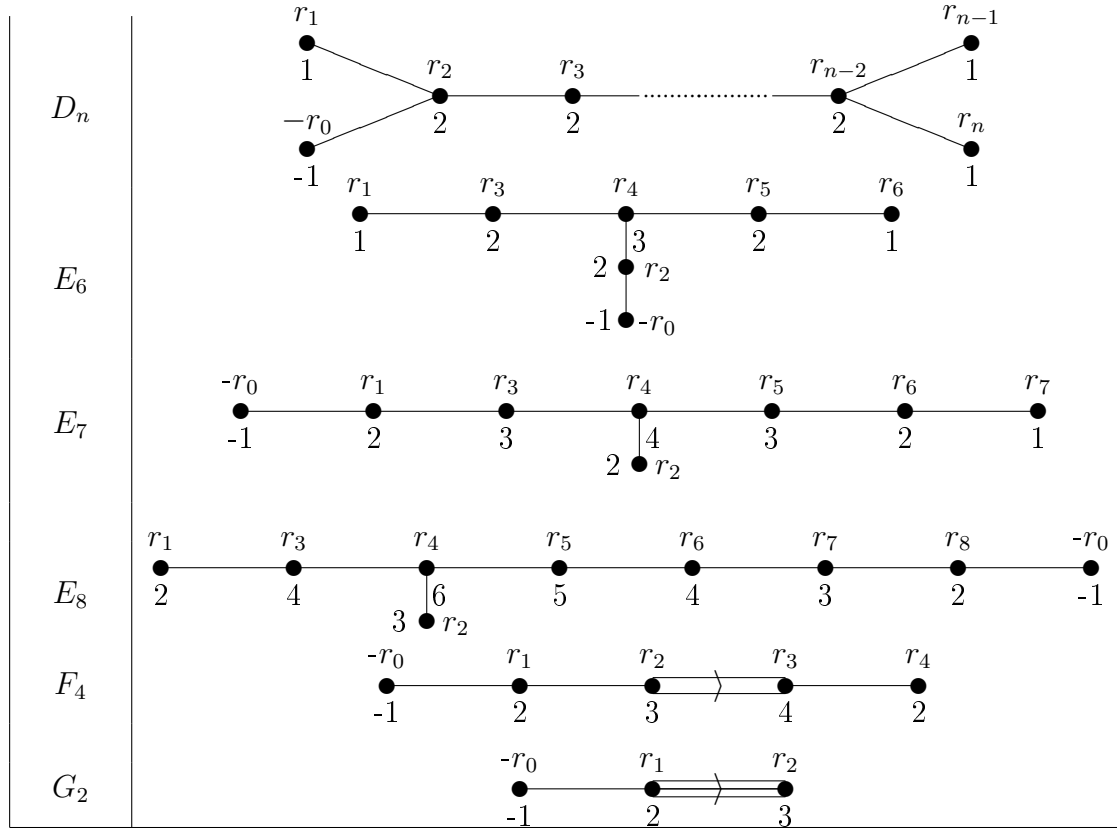 r_1 r_{n-1}
1 r_2 r_3 r_{n-2} 1
D_n
−r_0 2 2 2 r_n
-1 1
r_1 r_3 r_4 r_5 r_6
1 2 3 2 1
E_6 2 r_2
-1 -r_0
-r_0 r_1 r_3 r_4 r_5 r_6 r_7
E_7
-1 2 3 4 3 2 1
2 r_2
r_1 r_3 r_4 r_5 r_6 r_7 r_8 -r_0
E_8 2 4 6 5 4 3 2 -1
3 r_2
-r_0 r_1 r_2 r_3 r_4
F_4
-1 2 3 4 2
-r_0 r_1 r_2
G_2
-1 2 3